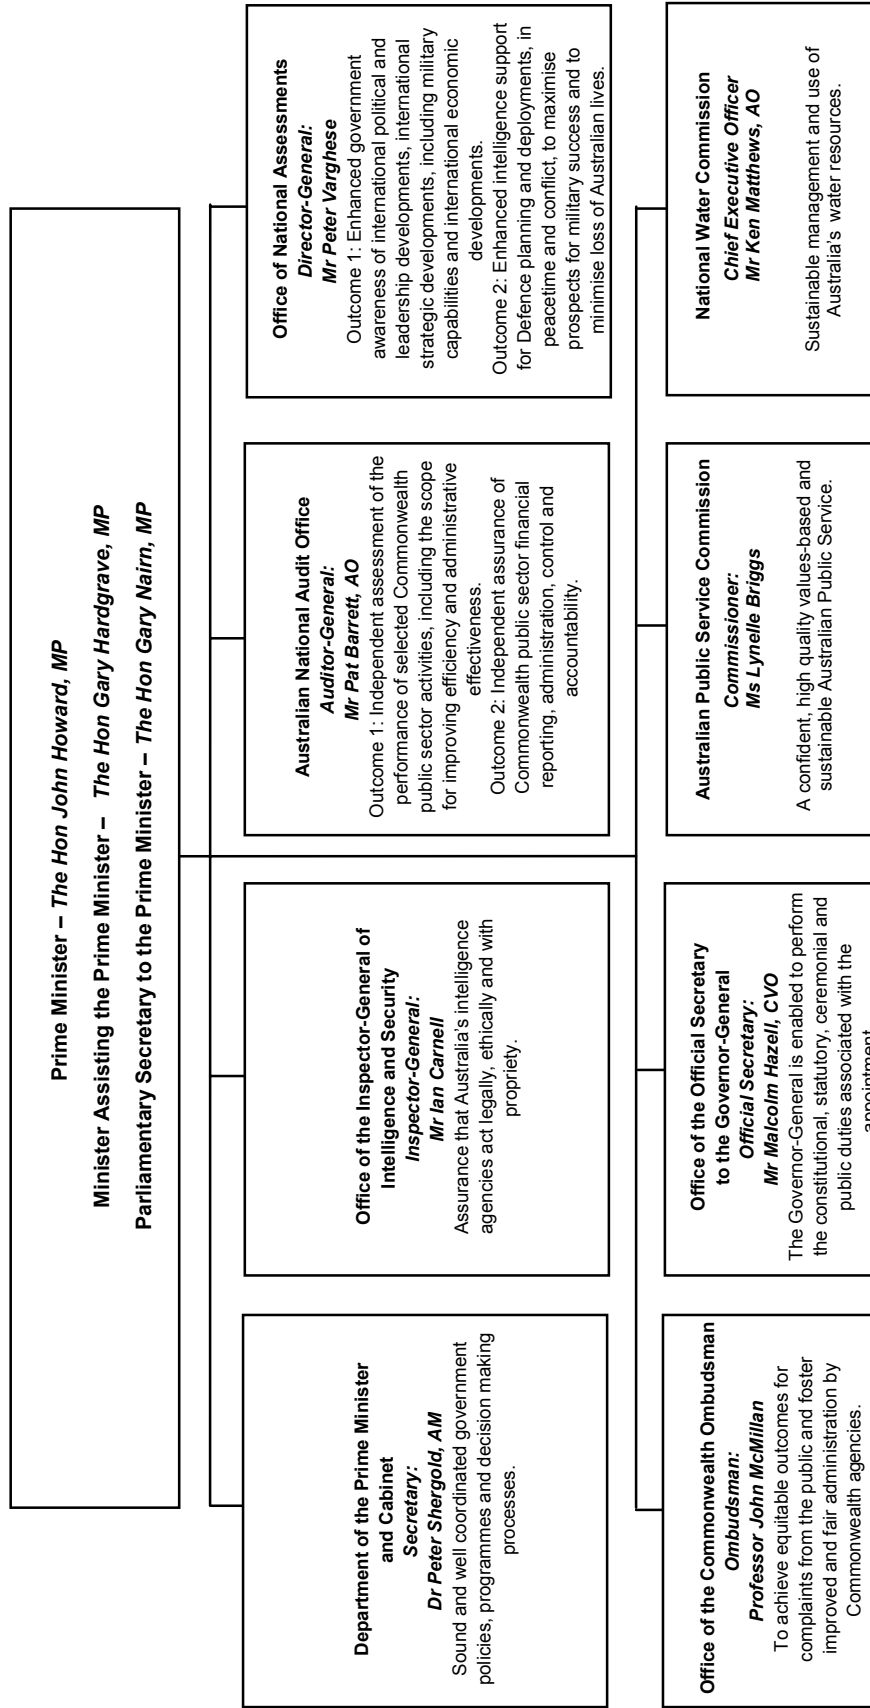 Prime Minister – The Hon John Howard, MP
Minister Assisting the Prime Minister – The Hon Gary Hardgrave, MP
Parliamentary Secretary to the Prime Minister – The Hon Gary Nairn, MP
Department of the Prime Minister
and Cabinet
Secretary:
Dr Peter Shergold, AM
Sound and well coordinated government
policies, programmes and decision making
processes.
Office of the Inspector-General of
Intelligence and Security
Inspector-General:
Mr Ian Carnell
Assurance that Australia's intelligence
agencies act legally, ethically and with
propriety.
Australian National Audit Office
Auditor-General:
Mr Pat Barrett, AO
Outcome 1: Independent assessment of the
performance of selected Commonwealth
public sector activities, including the scope
for improving efficiency and administrative
effectiveness.
Outcome 2: Independent assurance of
Commonwealth public sector financial
reporting, administration, control and
accountability.
Office of National Assessments
Director-General:
Mr Peter Varghese
Outcome 1: Enhanced government
awareness of international political and
leadership developments, international
strategic developments, including military
capabilities and international economic
developments.
Outcome 2: Enhanced intelligence support
for Defence planning and deployments, in
peacetime and conflict, to maximise
prospects for military success and to
minimise loss of Australian lives.
Office of the Commonwealth Ombudsman
Ombudsman:
Professor John McMillan
To achieve equitable outcomes for
complaints from the public and foster
improved and fair administration by
Commonwealth agencies.
Office of the Official Secretary
to the Governor-General
Official Secretary:
Mr Malcolm Hazell, CVO
The Governor-General is enabled to perform
the constitutional, statutory, ceremonial and
public duties associated with the
appointment
Australian Public Service Commission
Commissioner:
Ms Lynelle Briggs
A confident, high quality values-based and
sustainable Australian Public Service.
National Water Commission
Chief Executive Officer
Mr Ken Matthews, AO
Sustainable management and use of
Australia's water resources.